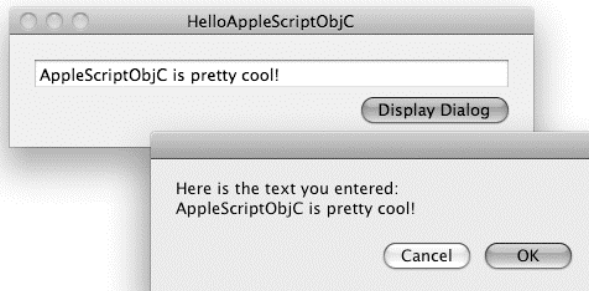 HelloAppleScriptObjC
AppleScriptObjC is pretty cool!
Display Dialog
Here is the text you entered:
AppleScriptObjC is pretty cool!
Cancel OK